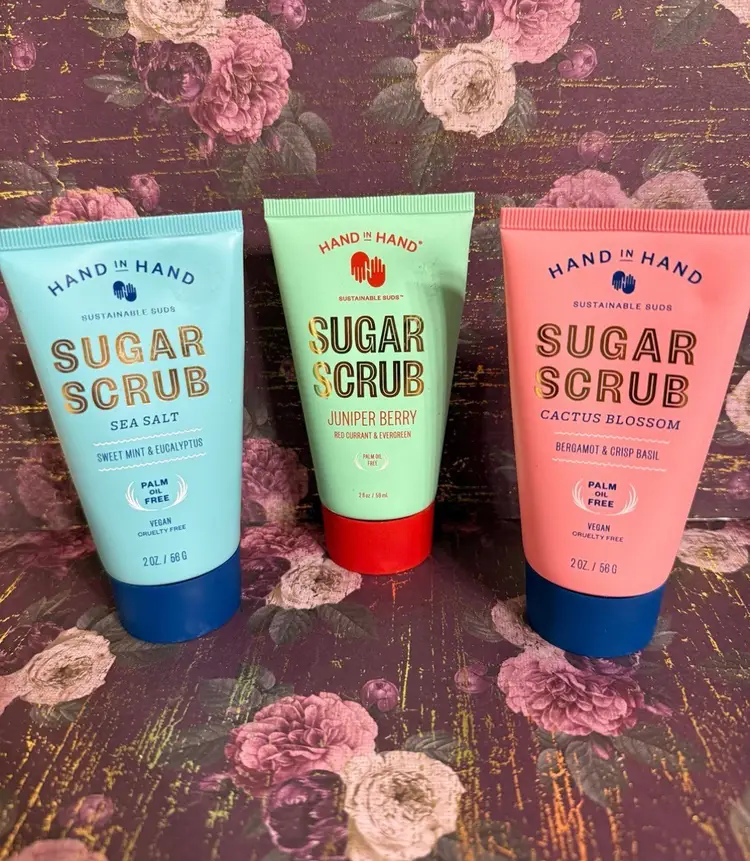 HAND IN HAND
SUSTAINABLE SUDS
SUGAR
SCRUB
SEA SALT
SWEET MINT & EUCALYPTUS
PALM
OIL
FREE
VEGAN
CRUELTY FREE
2 OZ. / 56 G
HAND IN HAND®
SUSTAINABLE SUDS™
SUGAR
SCRUB
JUNIPER BERRY
RED CURRANT & EVERGREEN
PALM OIL
FREE
2 fl oz / 59 mL
HAND IN HAND
SUSTAINABLE SUDS
SUGAR
SCRUB
CACTUS BLOSSOM
BERGAMOT & CRISP BASIL
PALM
OIL
FREE
VEGAN
CRUELTY FREE
2 OZ. / 56 G